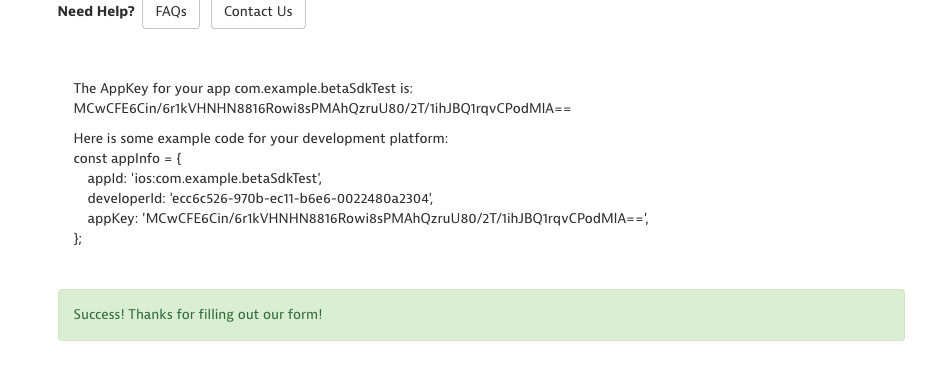 Need Help? FAQs Contact Us
The AppKey for your app com.example.betaSdkTest is:
MCwCFE6Cin/6r1kVHNHN8816Rowi8sPMAhQzruU80/2T/1ihJBQ1rqvCPodMlA==
Here is some example code for your development platform:
const appInfo = {
appId: 'ios:com.example.betaSdkTest',
developerId: 'ecc6c526-970b-ec11-b6e6-0022480a2304',
appKey: 'MCwCFE6Cin/6r1kVHNHN8816Rowi8sPMAhQzruU80/2T/1ihJBQ1rqvCPodMlA==',
};
Success! Thanks for filling out our form!